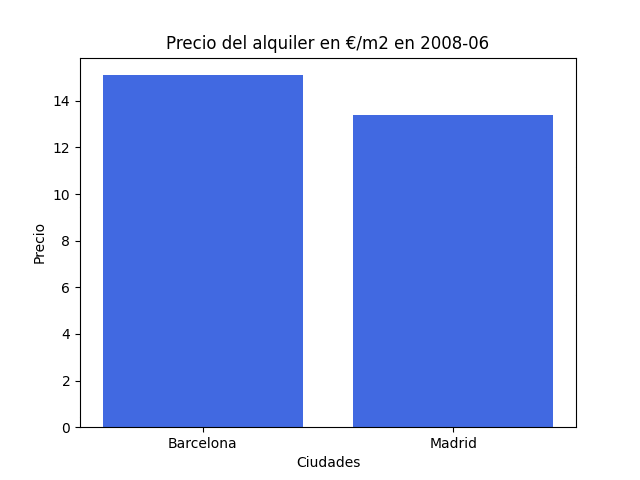 Precio del alquiler en €/m2 en 2008-06
Precio
14
12
10
8
6
4
2
0
Barcelona
Madrid
Ciudades